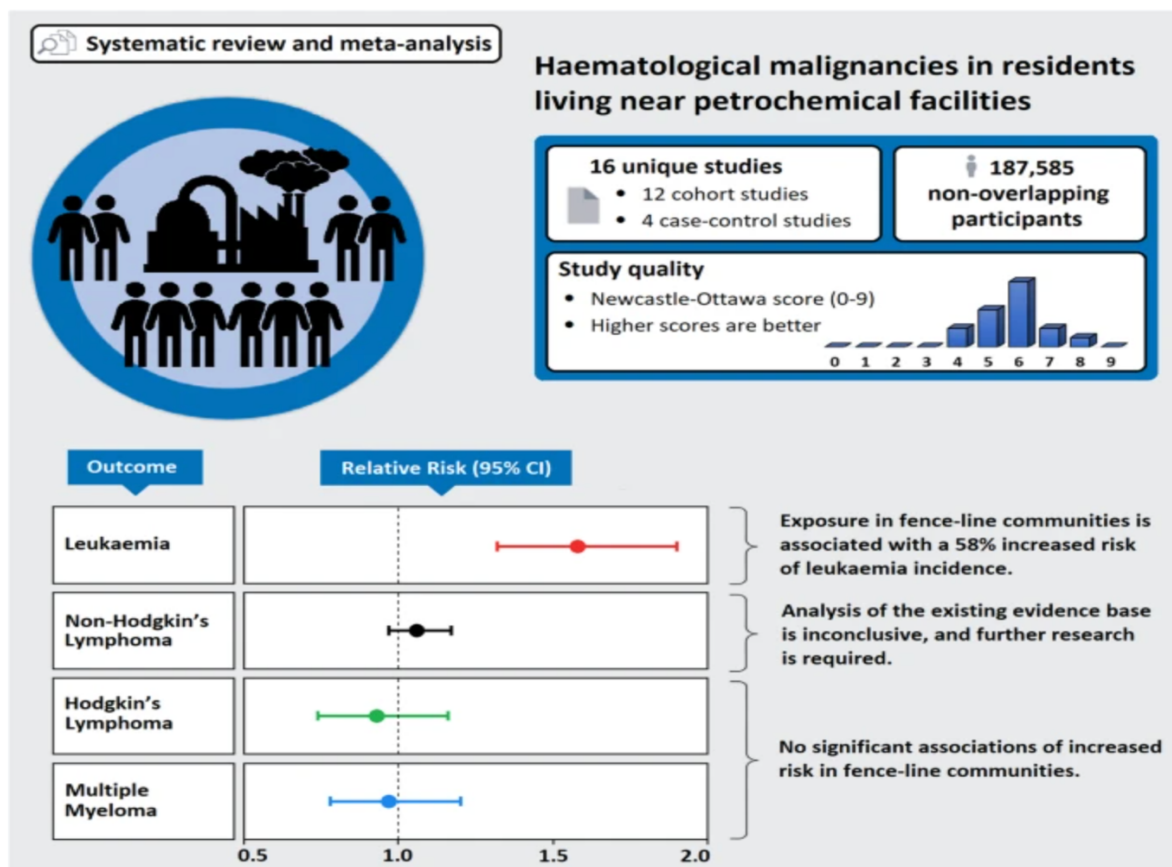 Systematic review and meta-analysis
Haematological malignancies in residents
living near petrochemical facilities
16 unique studies
• 12 cohort studies
• 4 case-control studies
187,585
non-overlapping
participants
Study quality
• Newcastle-Ottawa score (0-9)
• Higher scores are better
0 1 2 3 4 5 6 7 8 9
Outcome
Relative Risk (95% CI)
Leukaemia
Exposure in fence-line communities is
associated with a 58% increased risk
of leukaemia incidence.
Non-Hodgkin's
Lymphoma
Analysis of the existing evidence base
is inconclusive, and further research
is required.
Hodgkin's
Lymphoma
Multiple
Myeloma
No significant associations of increased
risk in fence-line communities.
0.5 1.0 1.5 2.0